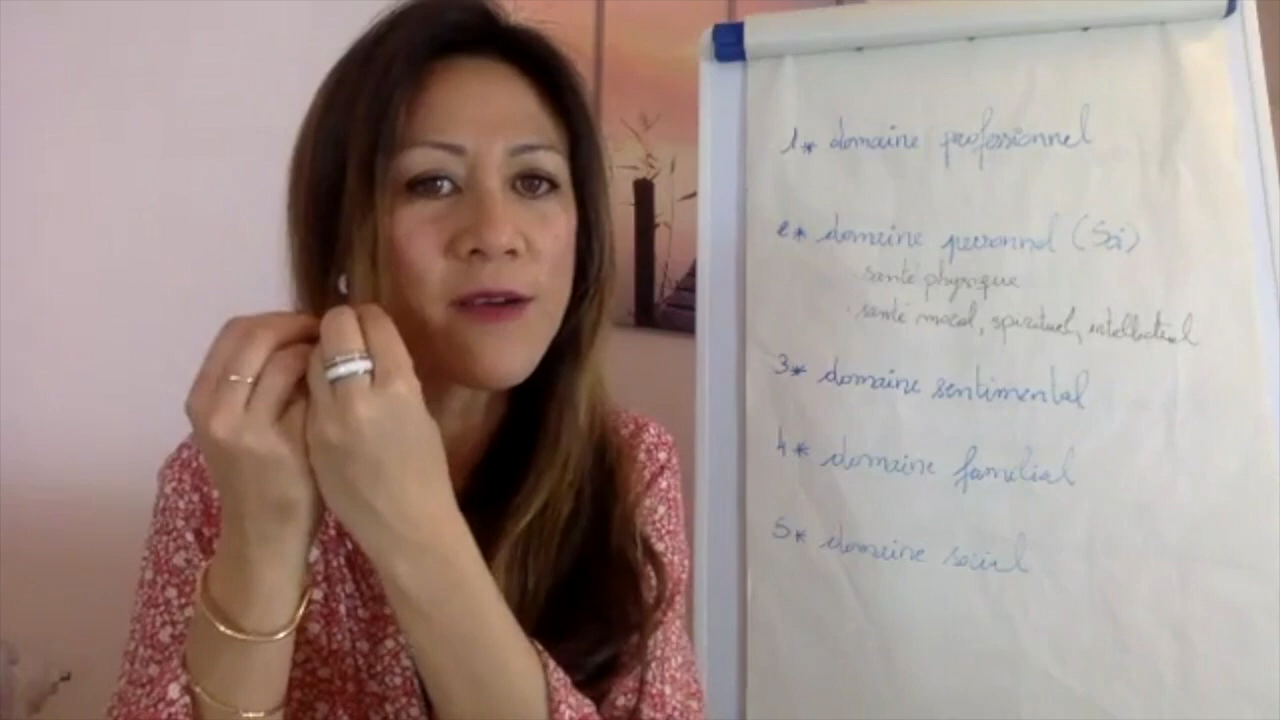 1* domaine professionnel
2* domaine personnel (Soi)
santé physique
santé moral, spirituel, intellectuel
3* domaine sentimental
4* domaine familial
5* domaine social